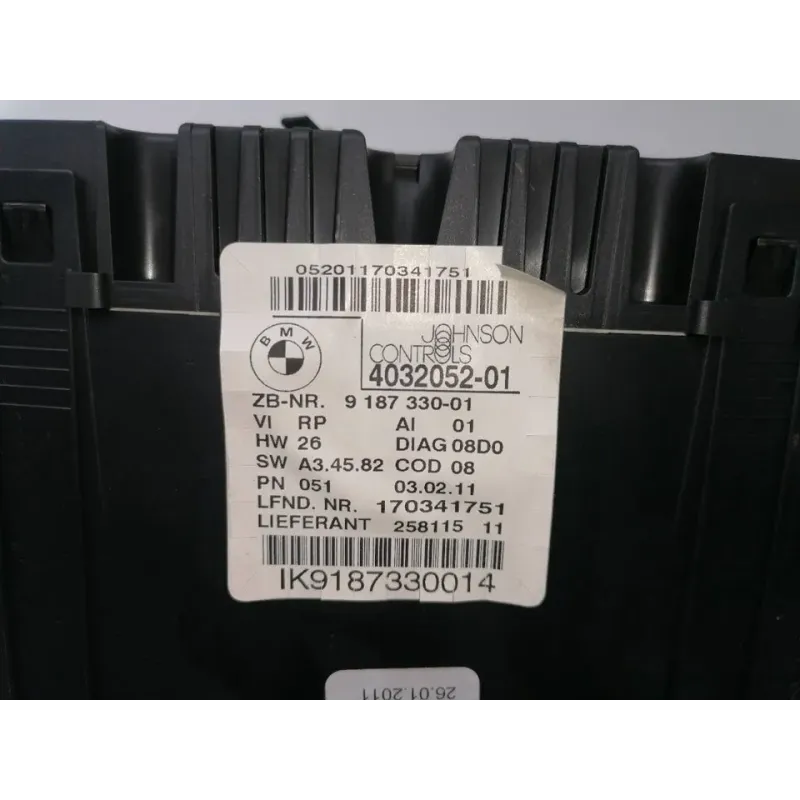 05201170341751
BMW
JOHNSON
CONTROLS
4032052-01
ZB-NR. 9 187 330-01
VI RP AI 01
HW 26 DIAG 08D0
SW A3.45.82 COD 08
PN 051 03.02.11
LFND. NR. 170341751
LIEFERANT 258115 11
IK9187330014
26.01.2011